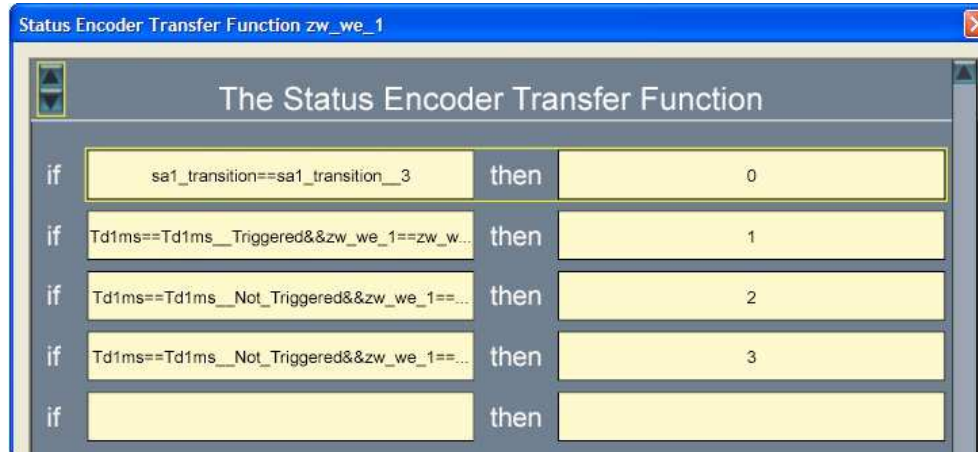 Status Encoder Transfer Function zw_we_1
The Status Encoder Transfer Function
if sa1_transition==sa1_transition__3 then 0
if Td1ms==Td1ms__Triggered&&zw_we_1==zw_w... then 1
if Td1ms==Td1ms__Not_Triggered&&zw_we_1==... then 2
if Td1ms==Td1ms__Not_Triggered&&zw_we_1==... then 3
if then